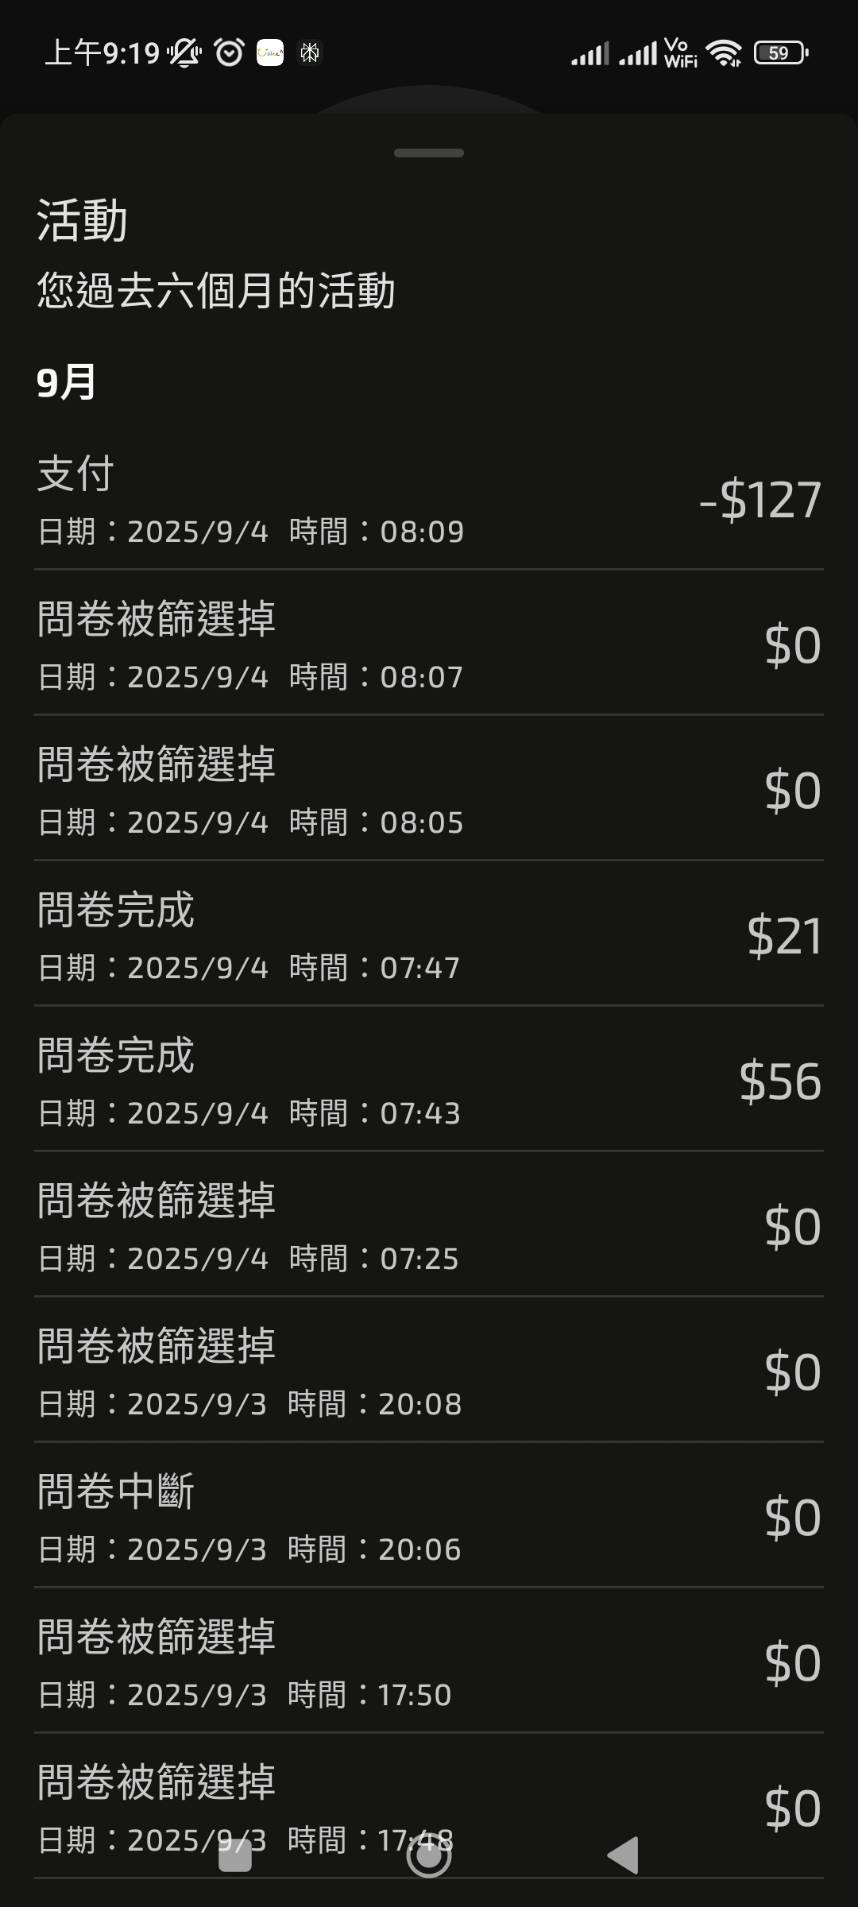 上午9:19
Vo
WiFi
59
活動
您過去六個月的活動
9月
支付
-$127
日期：2025/9/4 時間：08:09
問卷被篩選掉
$0
日期：2025/9/4 時間：08:07
問卷被篩選掉
$0
日期：2025/9/4 時間：08:05
問卷完成
$21
日期：2025/9/4 時間：07:47
問卷完成
$56
日期：2025/9/4 時間：07:43
問卷被篩選掉
$0
日期：2025/9/4 時間：07:25
問卷被篩選掉
$0
日期：2025/9/3 時間：20:08
問卷中斷
$0
日期：2025/9/3 時間：20:06
問卷被篩選掉
$0
日期：2025/9/3 時間：17:50
問卷被篩選掉
$0
日期：2025/9/3 時間：17:48